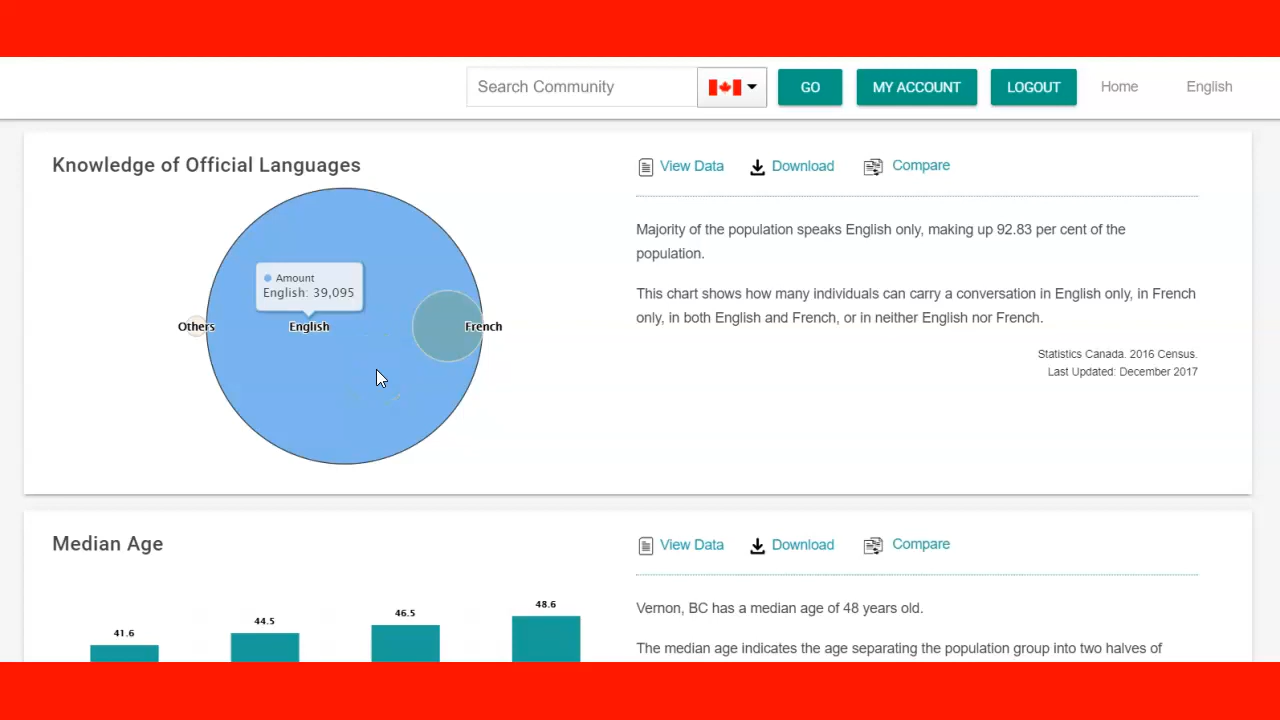 Search Community
GO
MY ACCOUNT
LOGOUT
Home
English
Knowledge of Official Languages
View Data
Download
Compare
Amount
English: 39,095
Others
English
French
Majority of the population speaks English only, making up 92.83 per cent of the
population.
This chart shows how many individuals can carry a conversation in English only, in French
only, in both English and French, or in neither English nor French.
Statistics Canada. 2016 Census.
Last Updated: December 2017
Median Age
View Data
Download
Compare
41.6
44.5
46.5
48.6
Vernon, BC has a median age of 48 years old.
The median age indicates the age separating the population group into two halves of